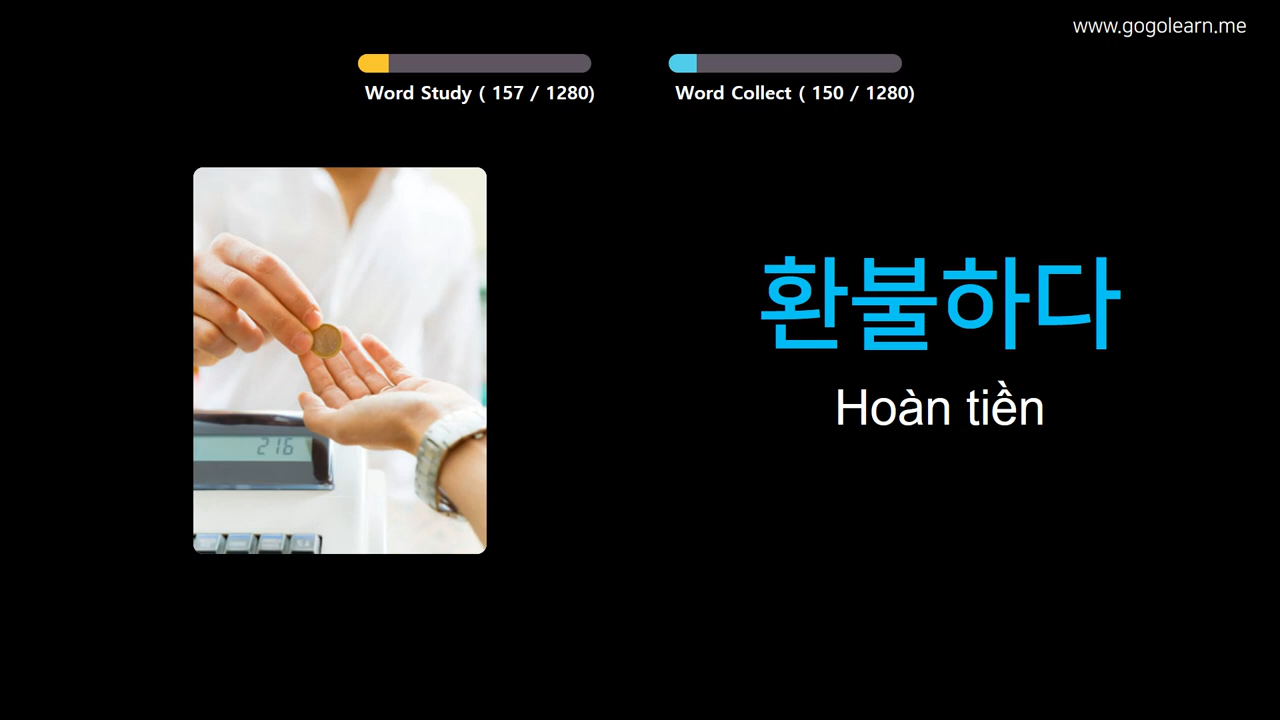 www.gogolearn.me
Word Study ( 157 / 1280)
Word Collect ( 150 / 1280)
환불하다
Hoàn tiền
216